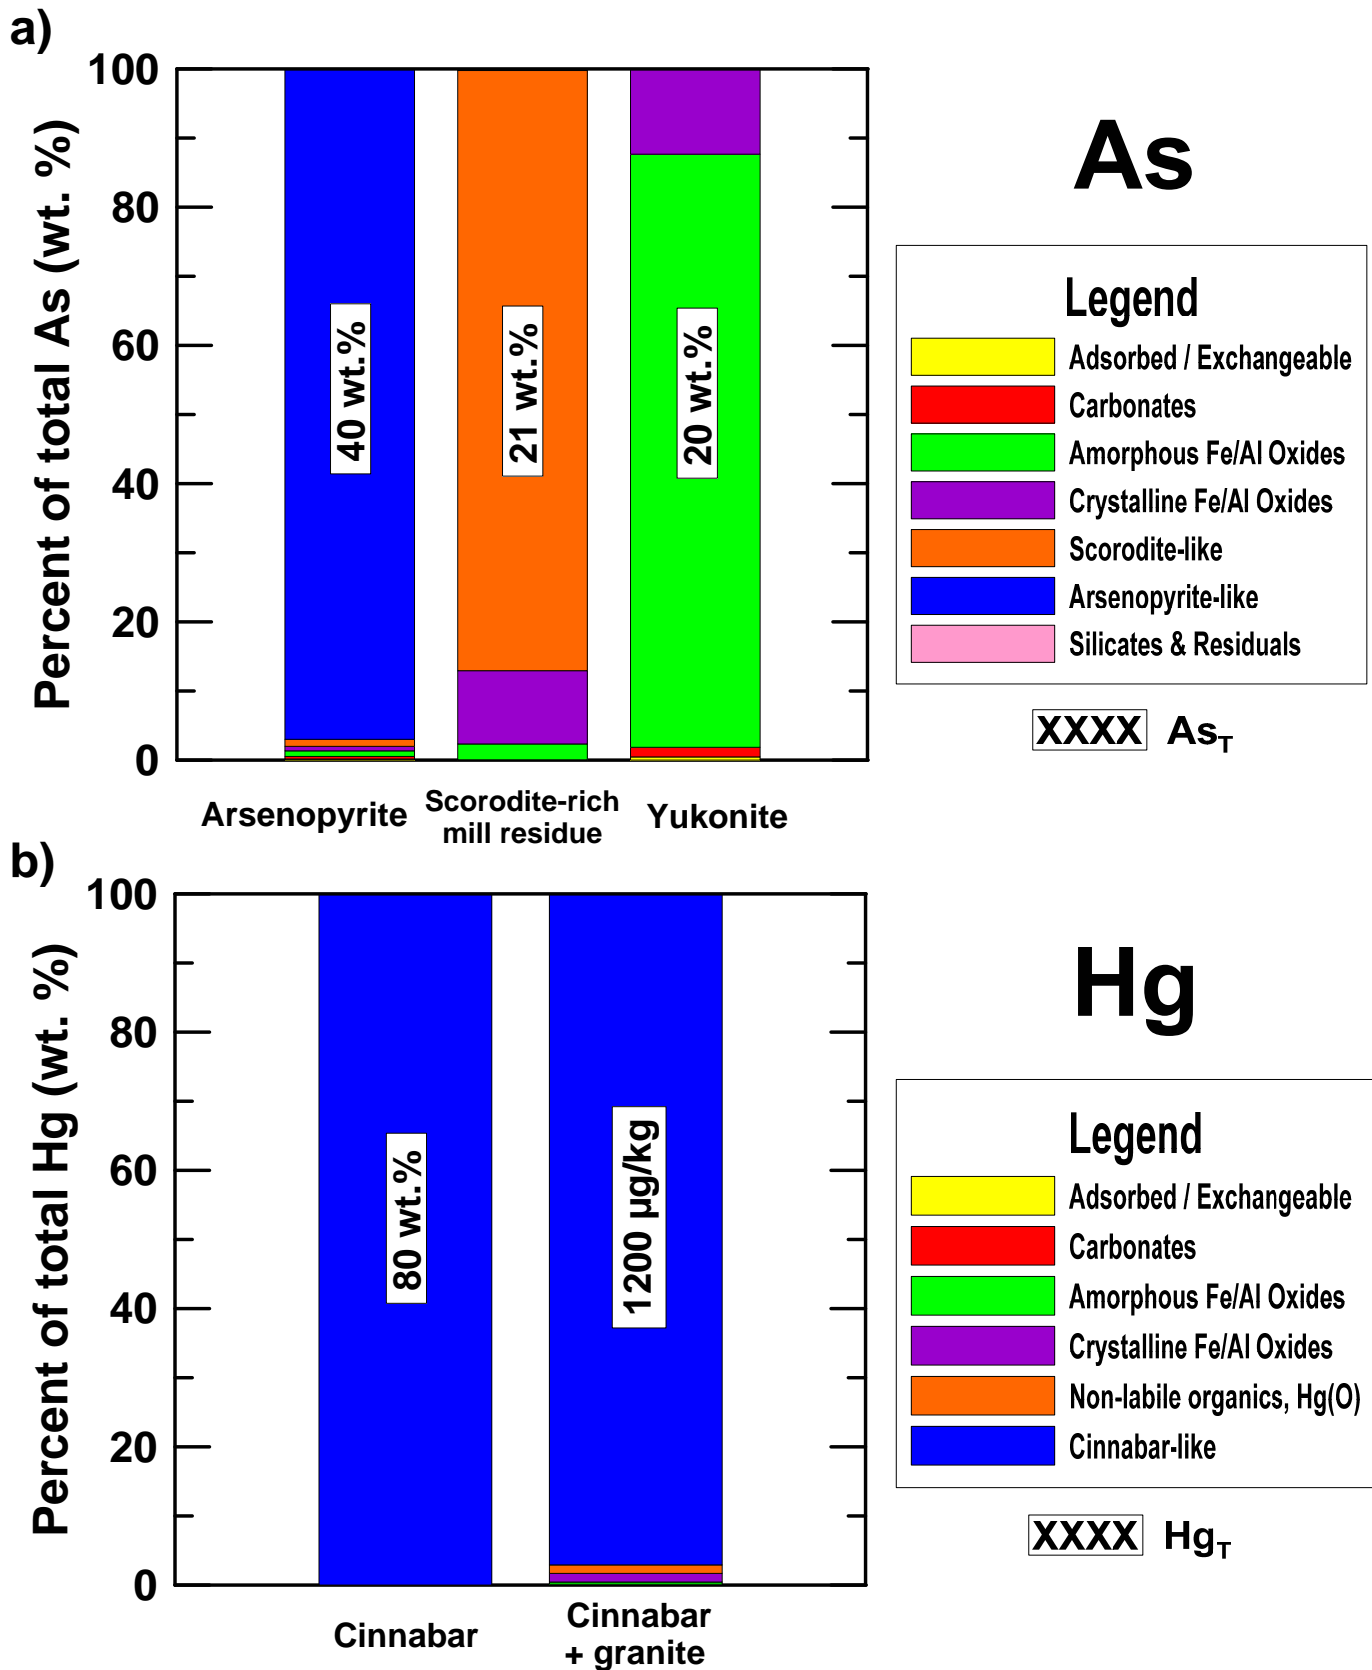 a)
Percent of total As (wt. %)
100
80
60
40
20
0
40 wt.%
21 wt.%
20 wt.%
Arsenopyrite
Scorodite-rich
mill residue
Yukonite
As
Legend
Adsorbed / Exchangeable
Carbonates
Amorphous Fe/Al Oxides
Crystalline Fe/Al Oxides
Scorodite-like
Arsenopyrite-like
Silicates & Residuals
XXXX As_T
b)
Percent of total Hg (wt. %)
100
80
60
40
20
0
80 wt.%
1200 µg/kg
Cinnabar
Cinnabar
+ granite
Hg
Legend
Adsorbed / Exchangeable
Carbonates
Amorphous Fe/Al Oxides
Crystalline Fe/Al Oxides
Non-labile organics, Hg(O)
Cinnabar-like
XXXX Hg_T